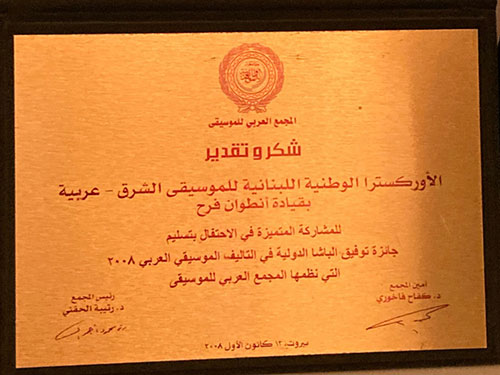 المجمع العربي للموسيقى
شكر و تقدير
الأوركسترا الوطنية اللبنانية للموسيقى الشرق - عربية
بقيادة أنطوان فرح
للمشاركة المتميزة في الاحتفال بتسليم
جائزة توفيق الباشا الدولية في التاليف الموسيقي العربي ٢٠٠٨
التي نظمها المجمع العربي للموسيقى
أمين المجمع
د. كفاح فاخوري
رئيس المجمع
د. رتيبة الحفني
بيروت، ١٢ كانون الأول ٢٠٠٨